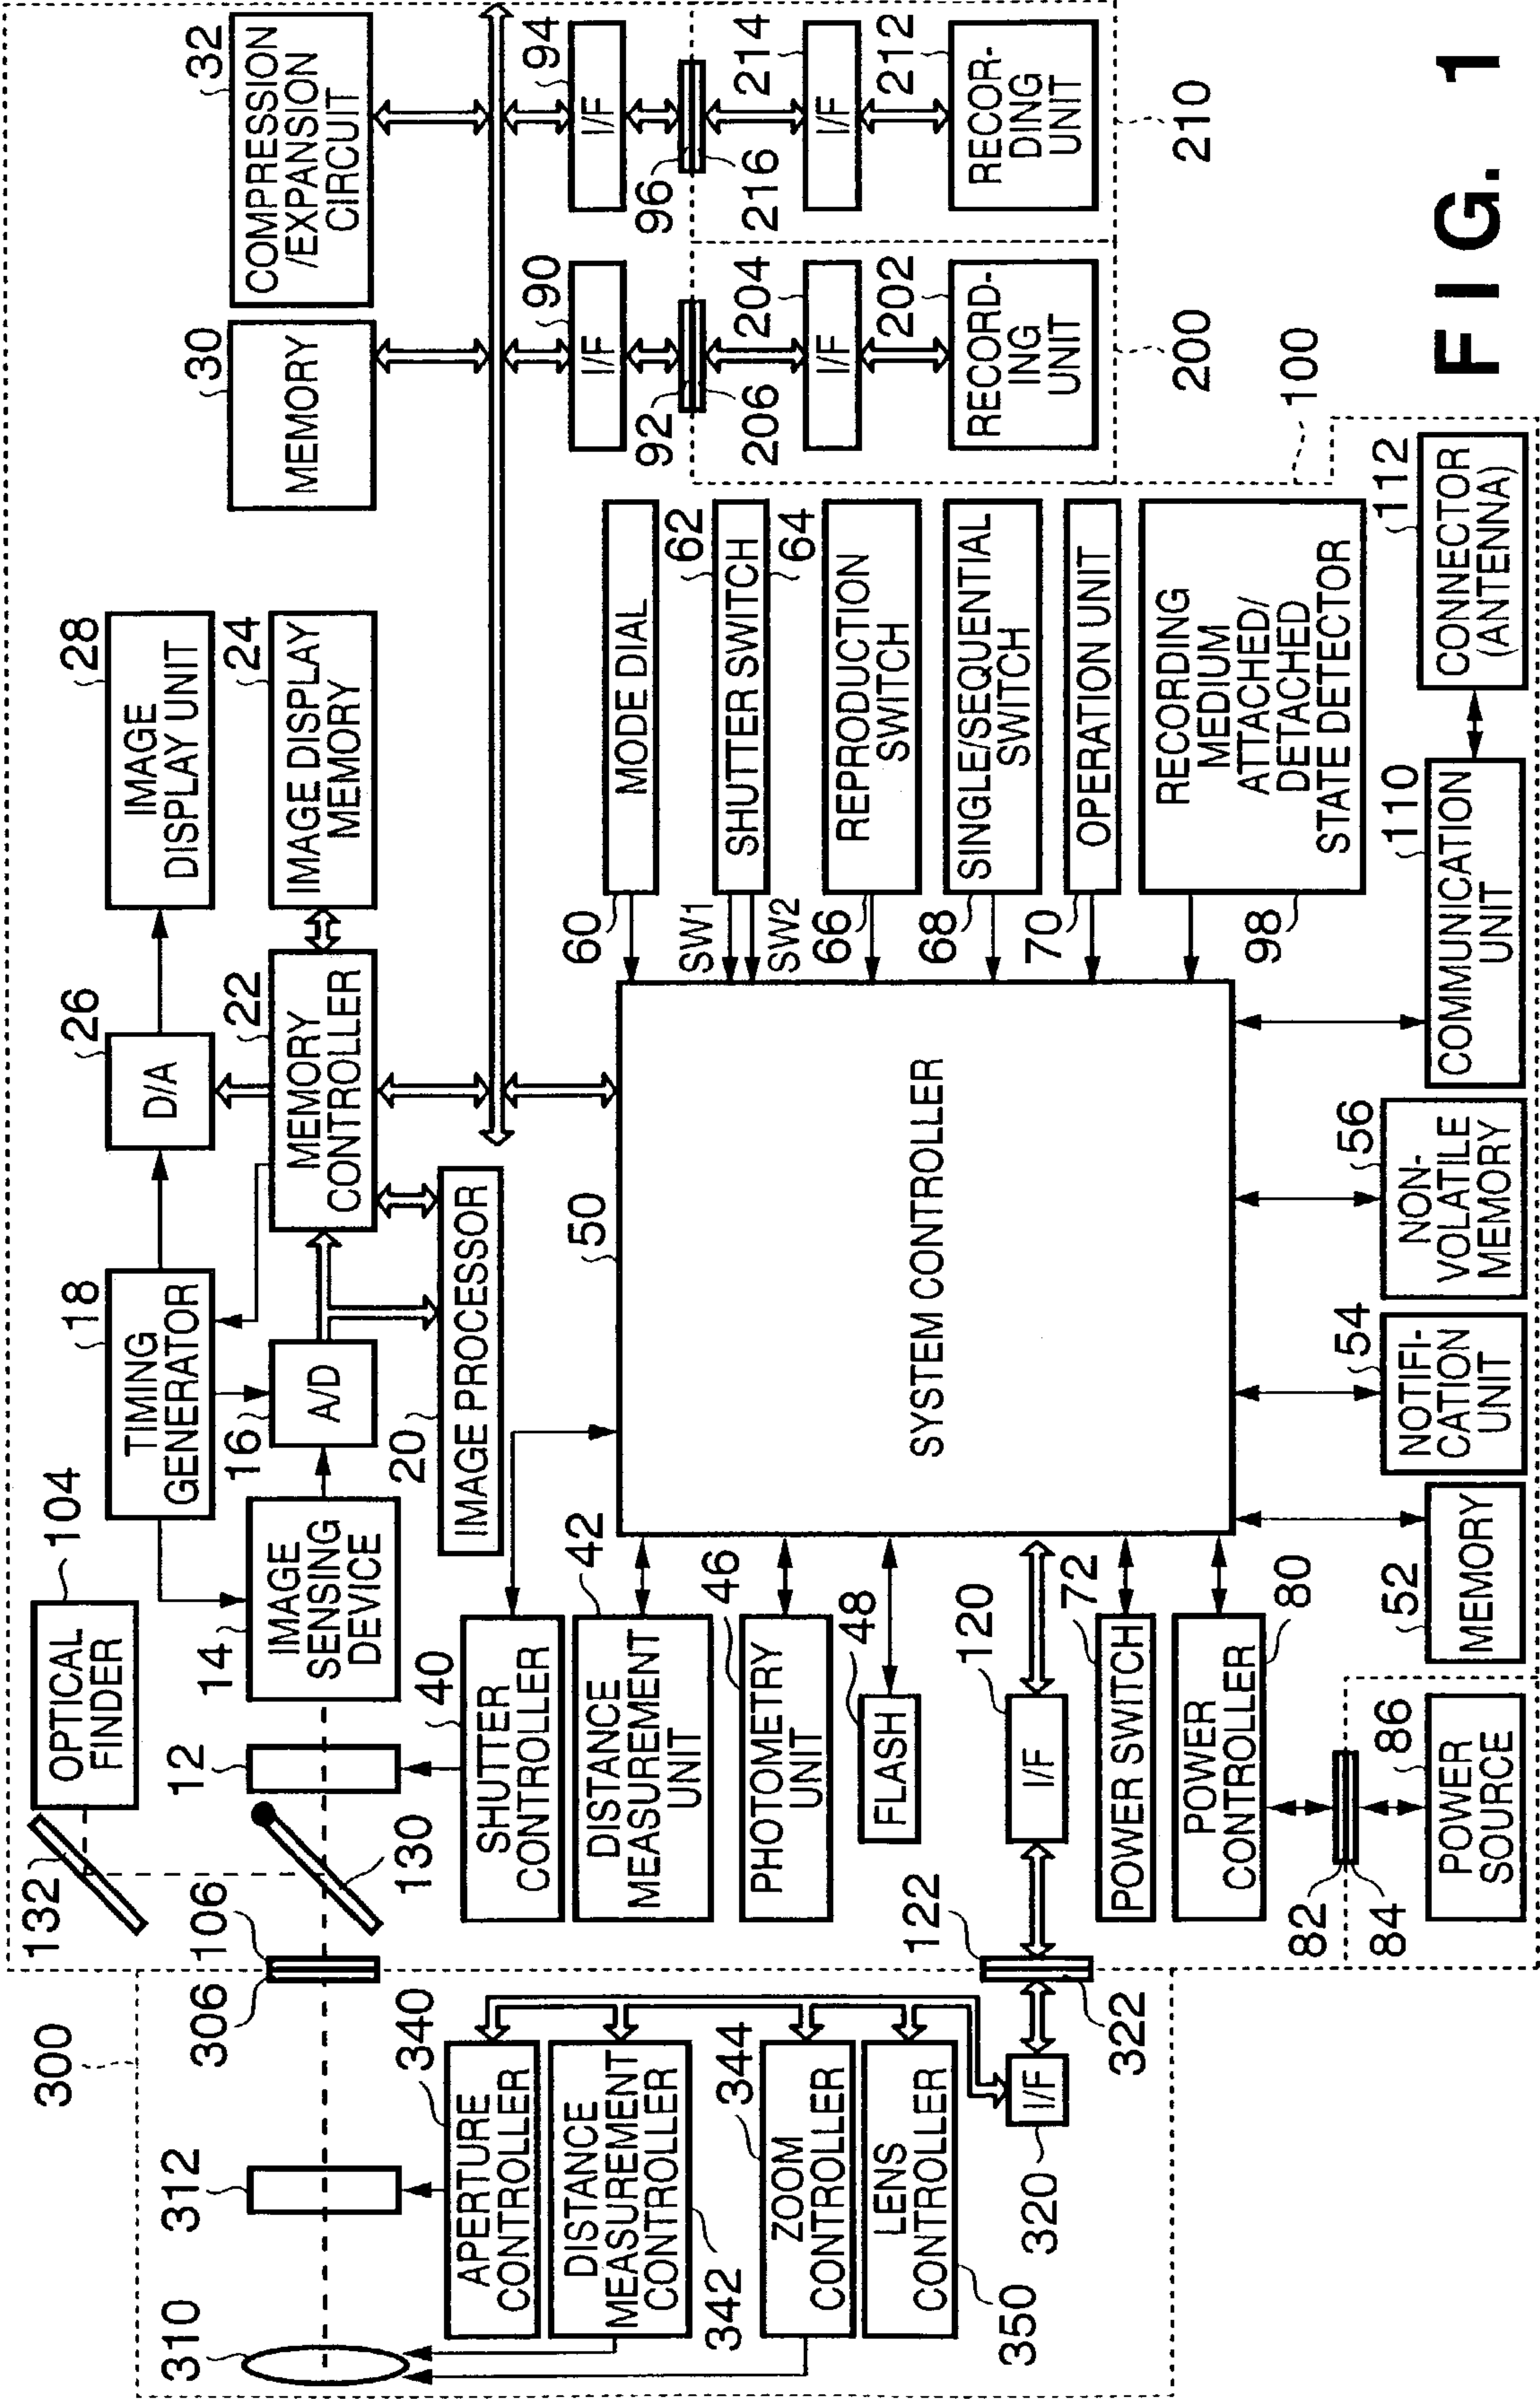 300
310
312
306
106
132
130
12
OPTICAL
FINDER
104
14
IMAGE
SENSING
DEVICE
TIMING
GENERATOR
18
16
A/D
D/A
26
IMAGE
DISPLAY UNIT
28
MEMORY
CONTROLLER
22
IMAGE DISPLAY
MEMORY
24
20
IMAGE PROCESSOR
MEMORY
30
COMPRESSION
/EXPANSION
CIRCUIT
32
I/F
90
I/F
94
92
206
96
216
I/F
204
I/F
214
RECORD-
ING
UNIT
202
RECOR-
DING
UNIT
212
200
210
APERTURE
CONTROLLER
340
DISTANCE
MEASUREMENT
CONTROLLER
342
ZOOM
CONTROLLER
344
LENS
CONTROLLER
350
I/F
320
322
122
I/F
120
SHUTTER
CONTROLLER
40
DISTANCE
MEASUREMENT
UNIT
42
PHOTOMETRY
UNIT
46
FLASH
48
POWER SWITCH
72
POWER
CONTROLLER
80
82
84
POWER
SOURCE
86
SYSTEM CONTROLLER
50
MODE DIAL
60
SHUTTER SWITCH
62
64
SW1
SW2
REPRODUCTION
SWITCH
66
SINGLE/SEQUENTIAL
SWITCH
68
OPERATION UNIT
70
RECORDING
MEDIUM
ATTACHED/
DETACHED
STATE DETECTOR
98
100
MEMORY
52
NOTIFI-
CATION
UNIT
54
NON-
VOLATILE
MEMORY
56
COMMUNICATION
UNIT
110
CONNECTOR
(ANTENNA)
112
FIG. 1